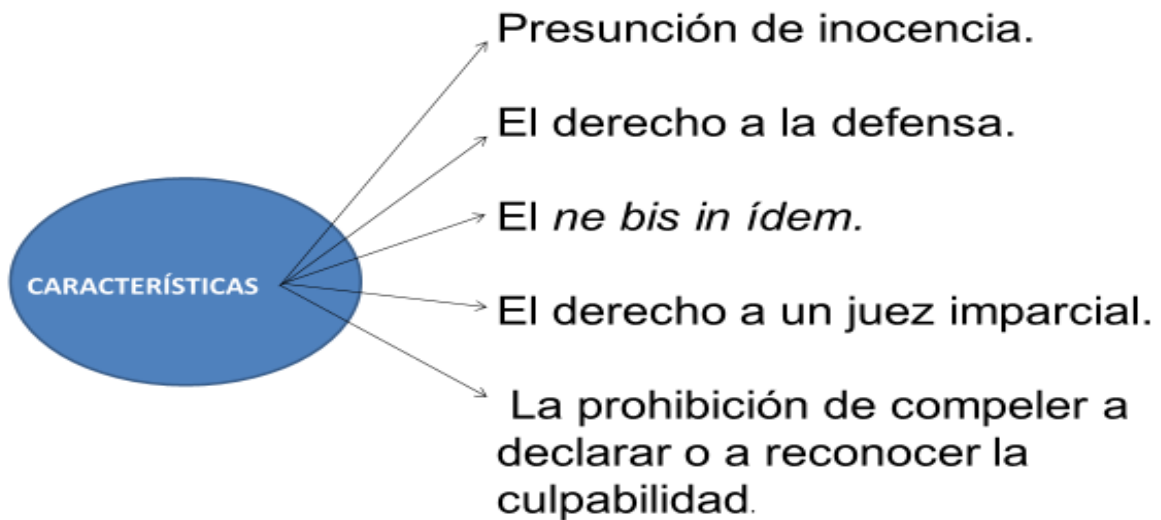 Presunción de inocencia.
El derecho a la defensa.
El ne bis in ídem.
CARACTERÍSTICAS
El derecho a un juez imparcial.
La prohibición de compeler a
declarar o a reconocer la
culpabilidad.